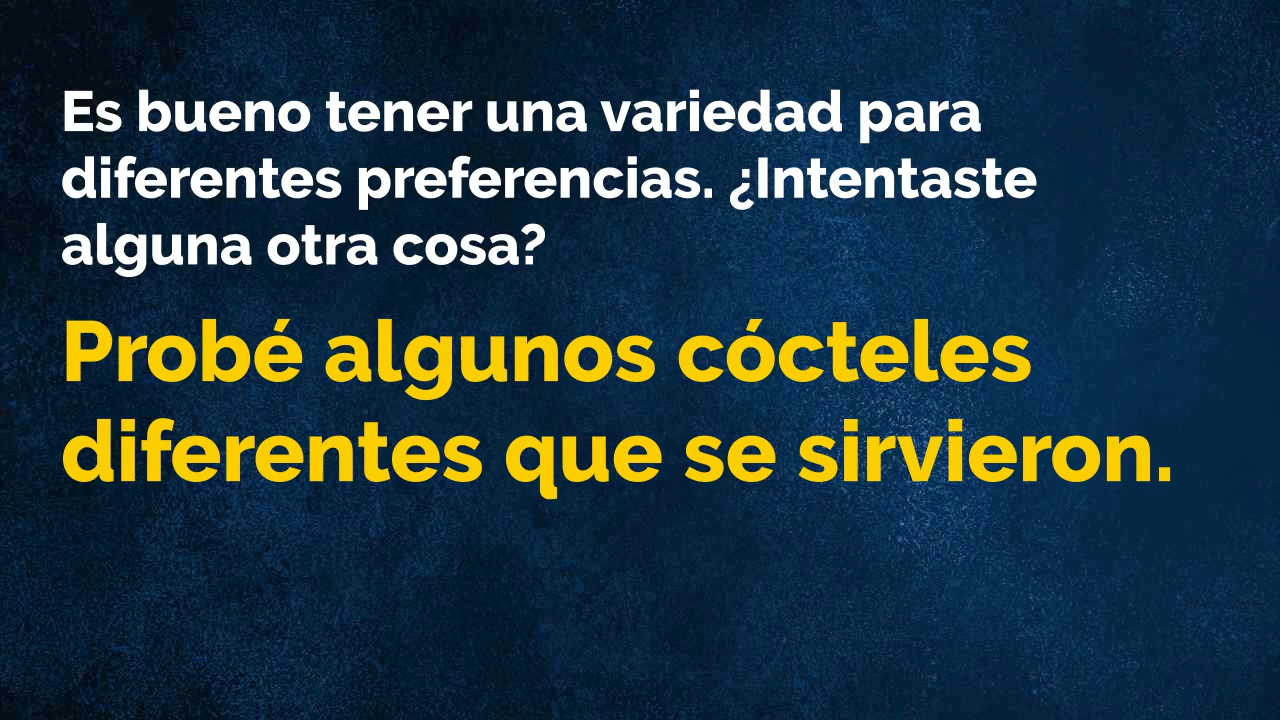 Es bueno tener una variedad para
diferentes preferencias. ¿Intentaste
alguna otra cosa?
Probé algunos cócteles
diferentes que se sirvieron.